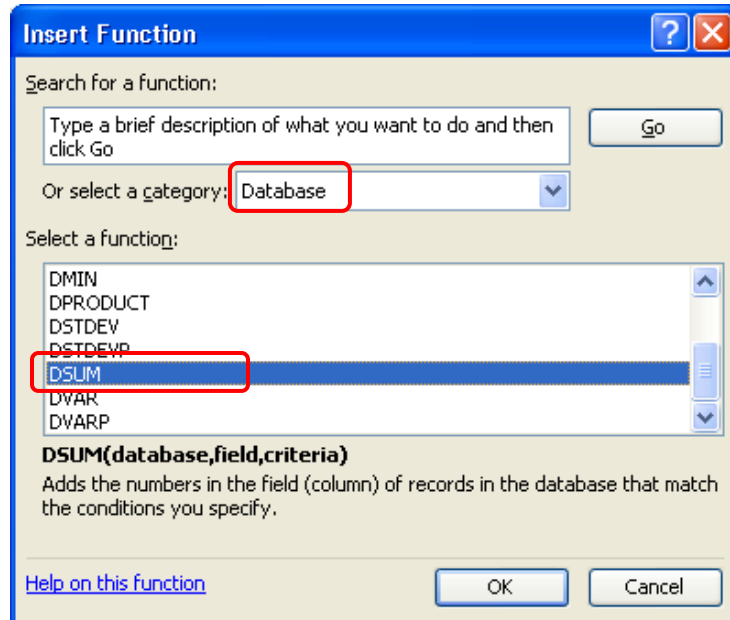 Insert Function
Search for a function:
Type a brief description of what you want to do and then
click Go
Go
Or select a category: Database
Select a function:
DMIN
DPRODUCT
DSTDEV
DSTDEVP
DSUM
DVAR
DVARP
DSUM(database,field,criteria)
Adds the numbers in the field (column) of records in the database that match
the conditions you specify.
Help on this function
OK
Cancel